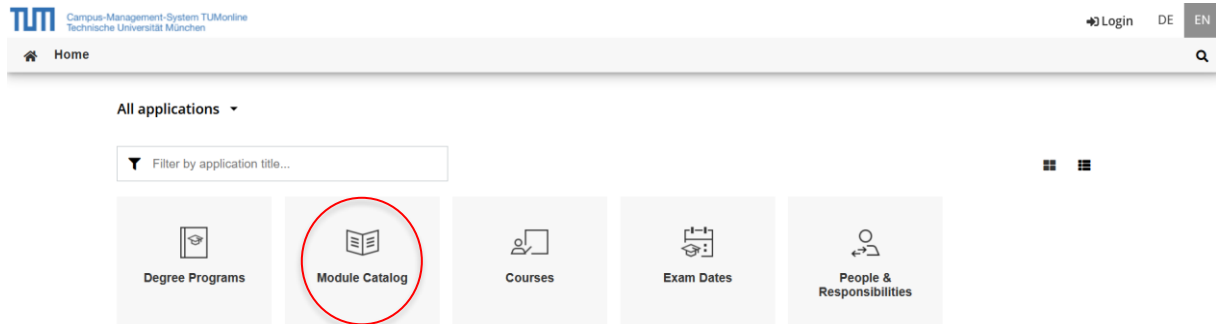 TUM
Campus-Management-System TUMonline
Technische Universität München
Login DE EN
Home
All applications
Filter by application title...
Degree Programs
Module Catalog
Courses
Exam Dates
People &
Responsibilities